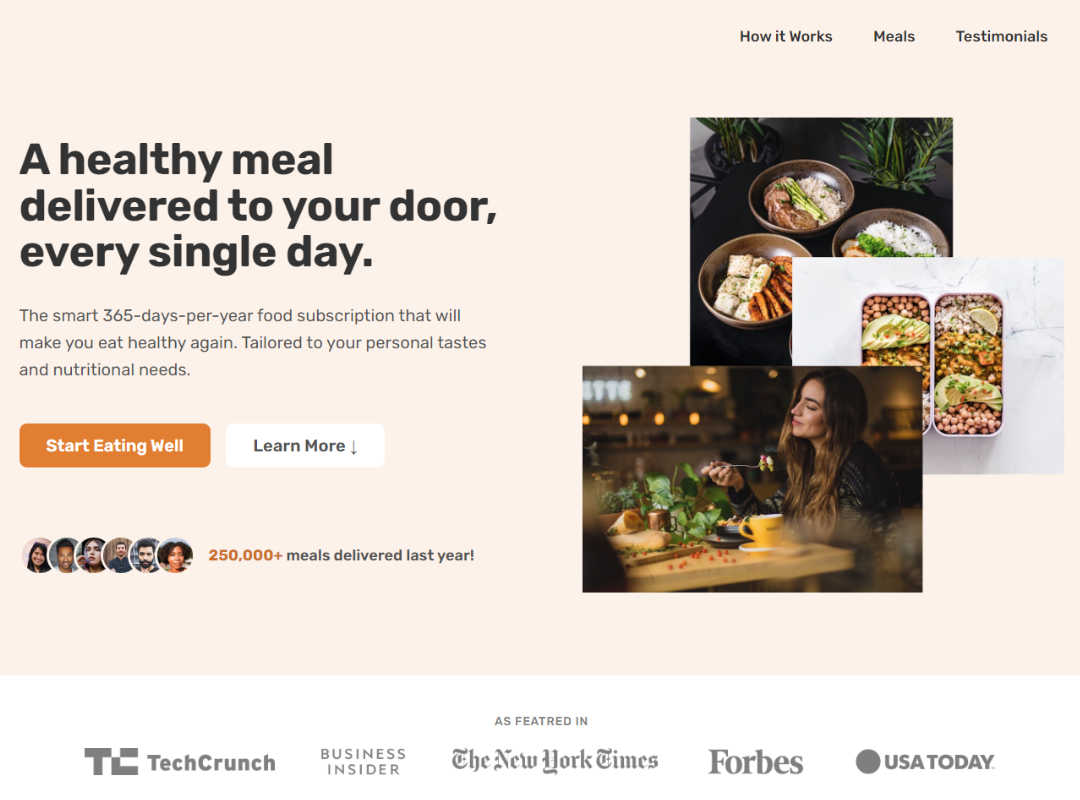 How it Works Meals Testimonials
A healthy meal
delivered to your door,
every single day.
The smart 365-days-per-year food subscription that will
make you eat healthy again. Tailored to your personal tastes
and nutritional needs.
Start Eating Well Learn More ↓
250,000+ meals delivered last year!
AS FEATRED IN
TC TechCrunch
BUSINESS
INSIDER
The New York Times
Forbes
USA TODAY